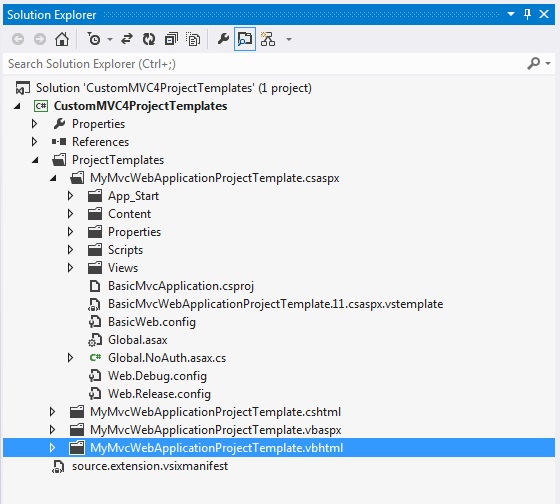 Solution Explorer
Search Solution Explorer (Ctrl+;)
Solution 'CustomMVC4ProjectTemplates' (1 project)
C# CustomMVC4ProjectTemplates
Properties
References
ProjectTemplates
MyMvcWebApplicationProjectTemplate.csaspx
App_Start
Content
Properties
Scripts
Views
BasicMvcApplication.csproj
BasicMvcWebApplicationProjectTemplate.11.csaspx.vstemplate
BasicWeb.config
Global.asax
C# Global.NoAuth.asax.cs
Web.Debug.config
Web.Release.config
MyMvcWebApplicationProjectTemplate.cshtml
MyMvcWebApplicationProjectTemplate.vbaspx
MyMvcWebApplicationProjectTemplate.vbhtml
source.extension.vsixmanifest